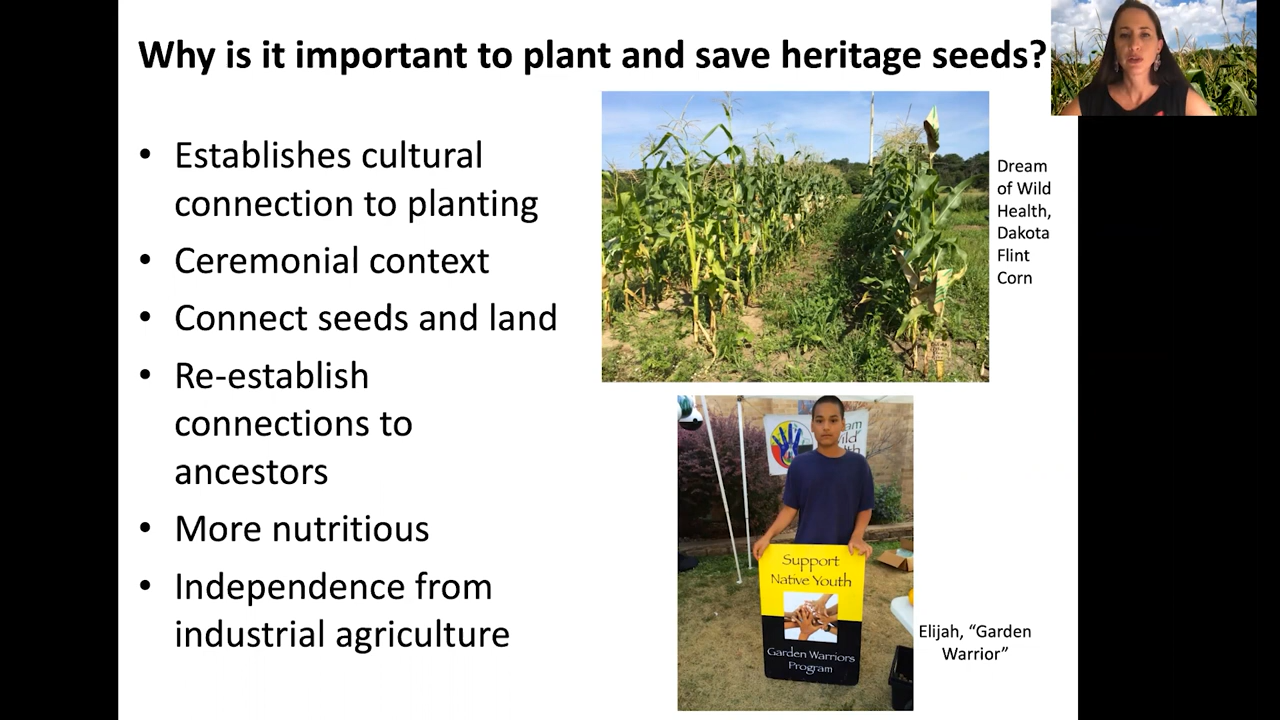 Why is it important to plant and save heritage seeds?
• Establishes cultural
connection to planting
• Ceremonial context
• Connect seeds and land
• Re-establish
connections to
ancestors
• More nutritious
• Independence from
industrial agriculture
Dream
of Wild
Health,
Dakota
Flint
Corn
Support
Native Youth
Garden Warriors
Program
Elijah, “Garden
Warrior”